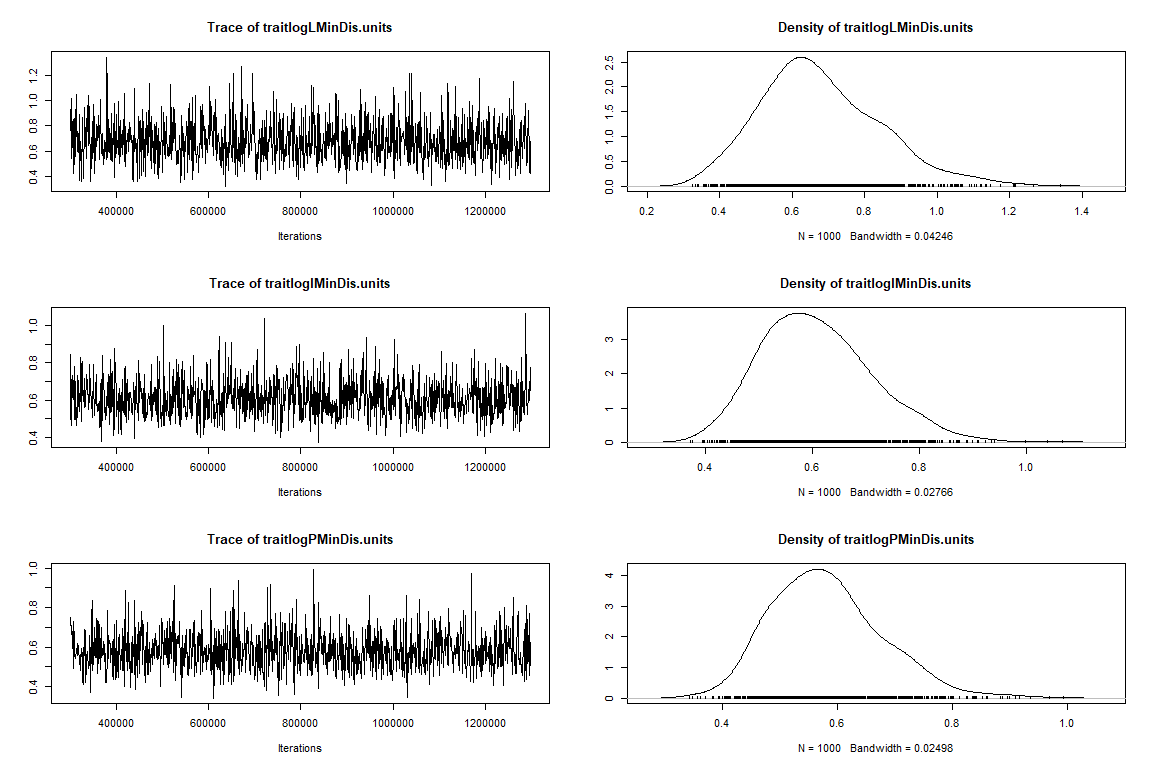 Trace of traitlogLMinDis.units
0.4 0.6 0.8 1.0 1.2
400000 600000 800000 1000000 1200000
Iterations
Density of traitlogLMinDis.units
0.0 0.5 1.0 1.5 2.0 2.5
0.2 0.4 0.6 0.8 1.0 1.2 1.4
N = 1000 Bandwidth = 0.04246
Trace of traitlogIMinDis.units
0.4 0.6 0.8 1.0
400000 600000 800000 1000000 1200000
Iterations
Density of traitlogIMinDis.units
0 1 2 3
0.4 0.6 0.8 1.0
N = 1000 Bandwidth = 0.02766
Trace of traitlogPMinDis.units
0.4 0.6 0.8 1.0
400000 600000 800000 1000000 1200000
Iterations
Density of traitlogPMinDis.units
0 1 2 3 4
0.4 0.6 0.8 1.0
N = 1000 Bandwidth = 0.02498